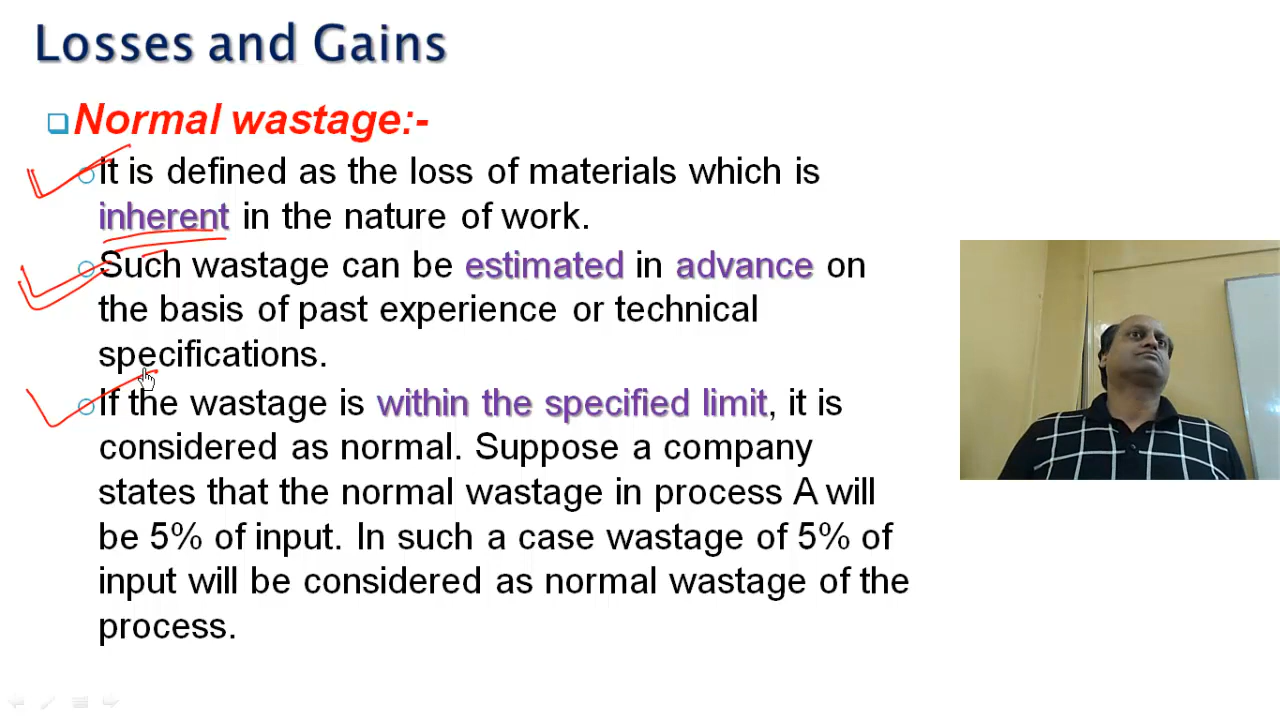 Losses and Gains
Normal wastage:-
It is defined as the loss of materials which is
inherent in the nature of work.
Such wastage can be estimated in advance on
the basis of past experience or technical
specifications.
If the wastage is within the specified limit, it is
considered as normal. Suppose a company
states that the normal wastage in process A will
be 5% of input. In such a case wastage of 5% of
input will be considered as normal wastage of the
process.